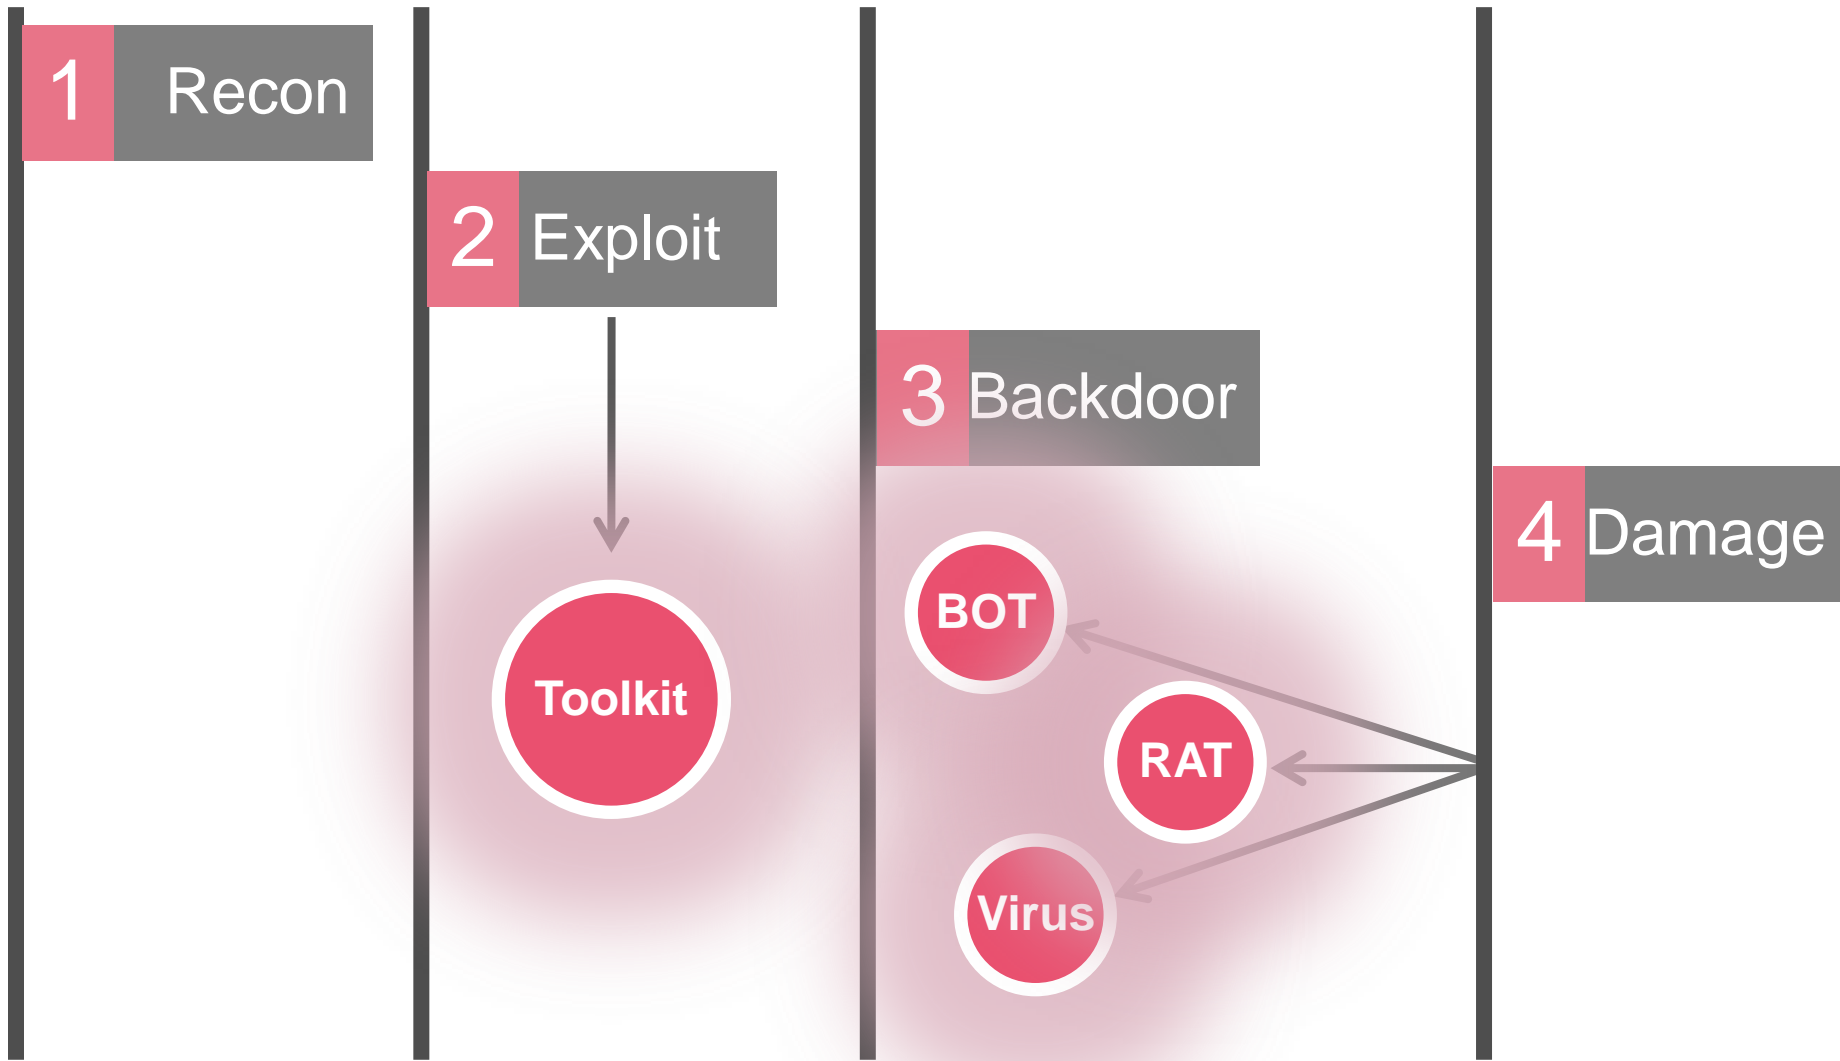 1 Recon
2 Exploit
3 Backdoor
4 Damage
Toolkit
BOT
RAT
Virus